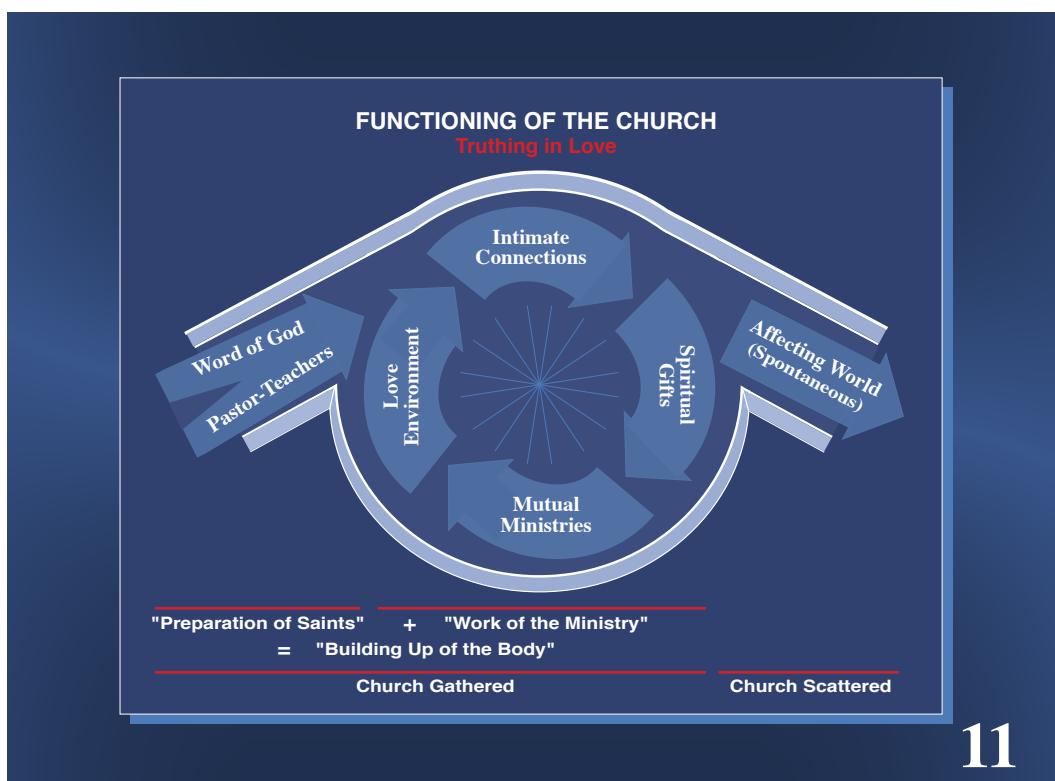 FUNCTIONING OF THE CHURCH
Truthing in Love
Intimate
Connections
Word of God
Pastor-Teachers
Love
Environment
Spiritual
Gifts
Affecting World
(Spontaneous)
Mutual
Ministries
"Preparation of Saints" + "Work of the Ministry"
= "Building Up of the Body"
Church Gathered Church Scattered
11